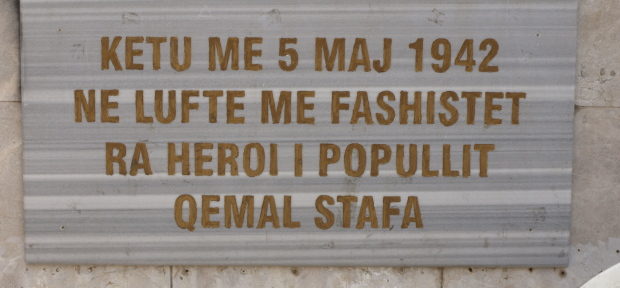 KETU ME 5 MAJ 1942
NE LUFTE ME FASHISTET
RA HEROI I POPULLIT
QEMAL STAFA